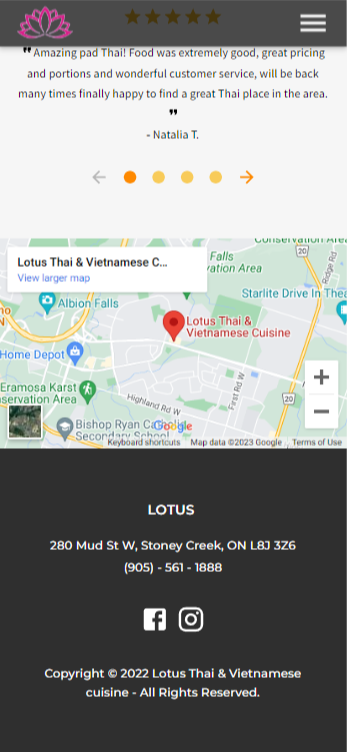 ❞ Amazing pad Thai! Food was extremely good, great pricing
and portions and wonderful customer service, will be back
many times finally happy to find a great Thai place in the area.
❞
- Natalia T.
Lotus Thai & Vietnamese C...
View larger map
Conservation Area
20
Ridge Rd
Falls
vation Area
Starlite Drive In Thea
Albion Falls
Lotus Thai &
Vietnamese Cuisine
Home Depot
Eramosa Karst
servation Area
First Rd W
Highland Rd W
20
Bishop Ryan Catholic
Secondary School
Google
Keyboard shortcuts Map data ©2023 Google Terms of Use
LOTUS
280 Mud St W, Stoney Creek, ON L8J 3Z6
(905) - 561 - 1888
Copyright © 2022 Lotus Thai & Vietnamese
cuisine - All Rights Reserved.